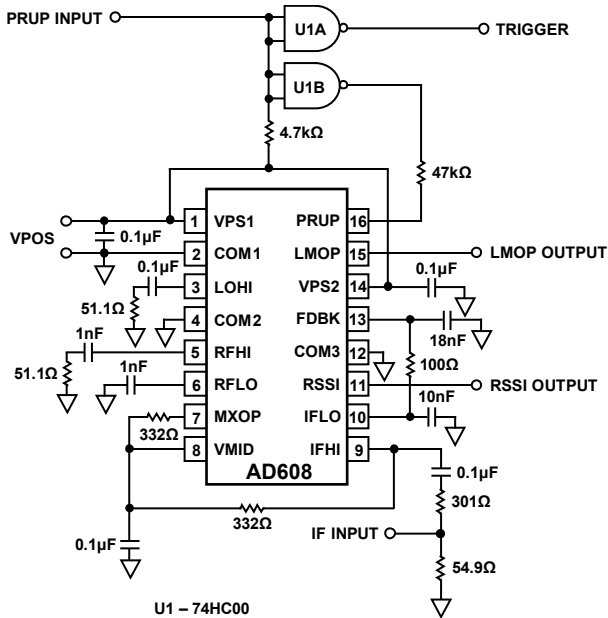 PRUP INPUT
U1A
TRIGGER
U1B
4.7kΩ
47kΩ
VPOS
0.1µF
1 VPS1
PRUP 16
2 COM1
LMOP 15
LMOP OUTPUT
0.1µF
3 LOHI
VPS2 14
0.1µF
51.1Ω
4 COM2
FDBK 13
18nF
1nF
5 RFHI
COM3 12
100Ω
51.1Ω
1nF
6 RFLO
RSSI 11
RSSI OUTPUT
10nF
7 MXOP
IFLO 10
332Ω
8 VMID
IFHI 9
AD608
0.1µF
301Ω
332Ω
IF INPUT
0.1µF
54.9Ω
U1 – 74HC00